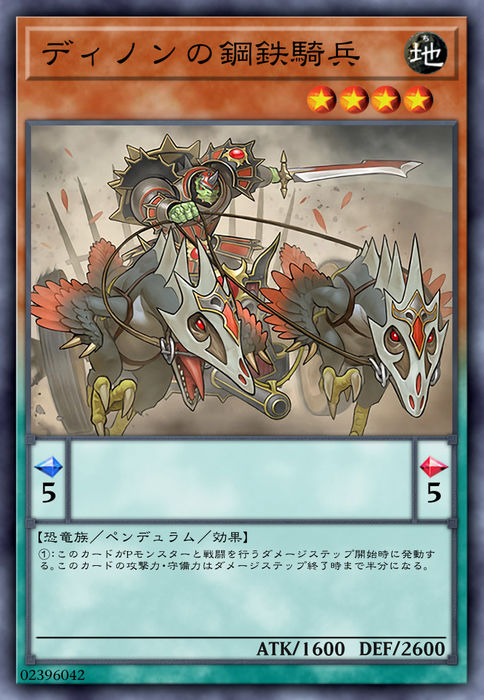 ディノンの鋼鉄騎兵
ち
地
5
5
【恐竜族／ペンデュラム／効果】
①:このカードがPモンスターと戦闘を行うダメージステップ開始時に発動す
る。このカードの攻撃力・守備力はダメージステップ終了時まで半分になる。
ATK/1600 DEF/2600
02396042